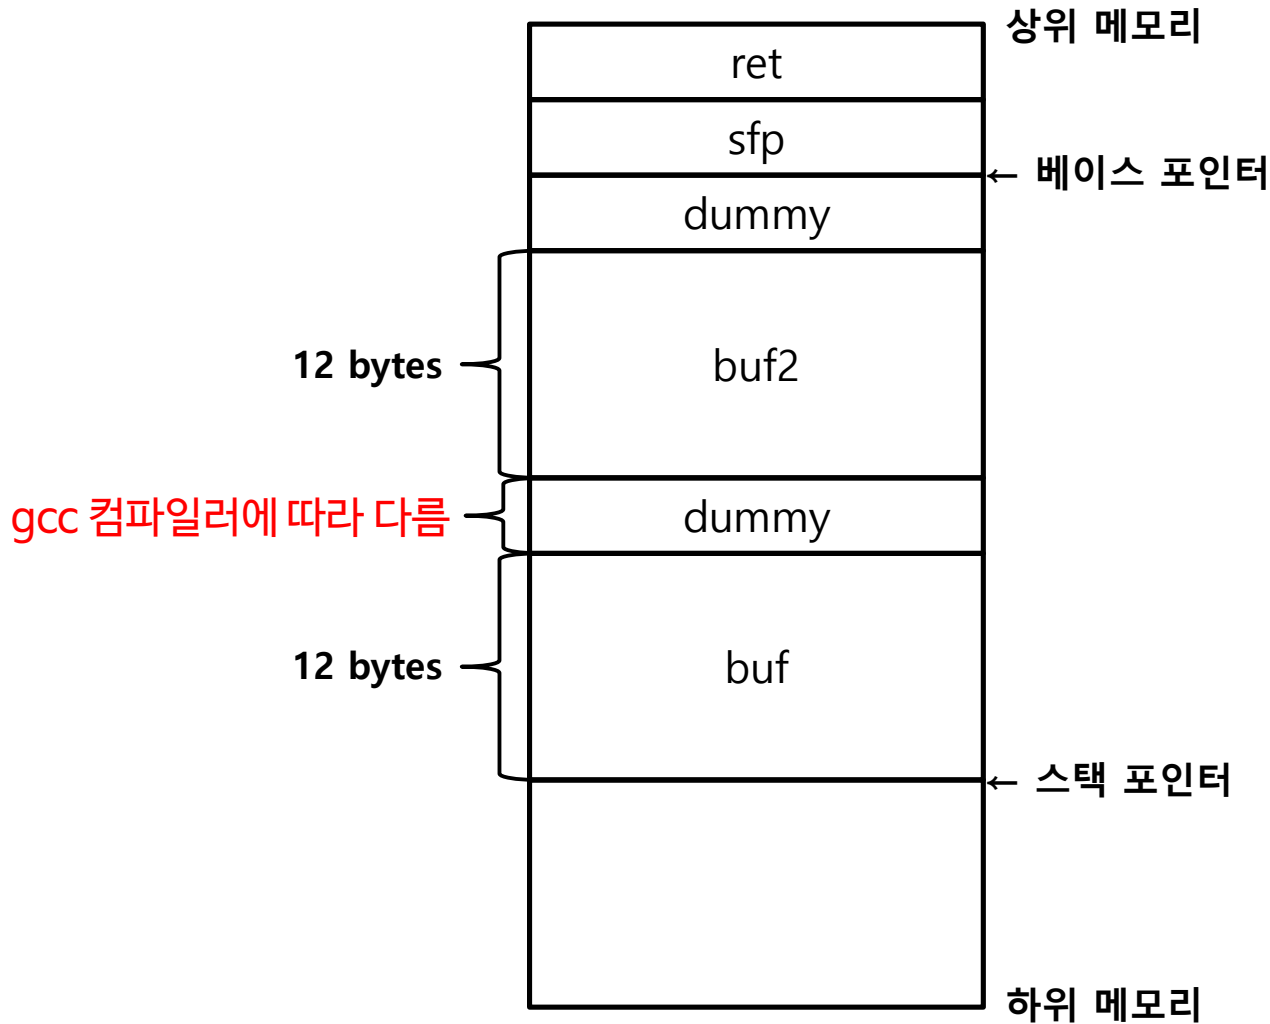 상위 메모리
ret
sfp
← 베이스 포인터
dummy
12 bytes
buf2
gcc 컴파일러에 따라 다름
dummy
12 bytes
buf
← 스택 포인터
하위 메모리